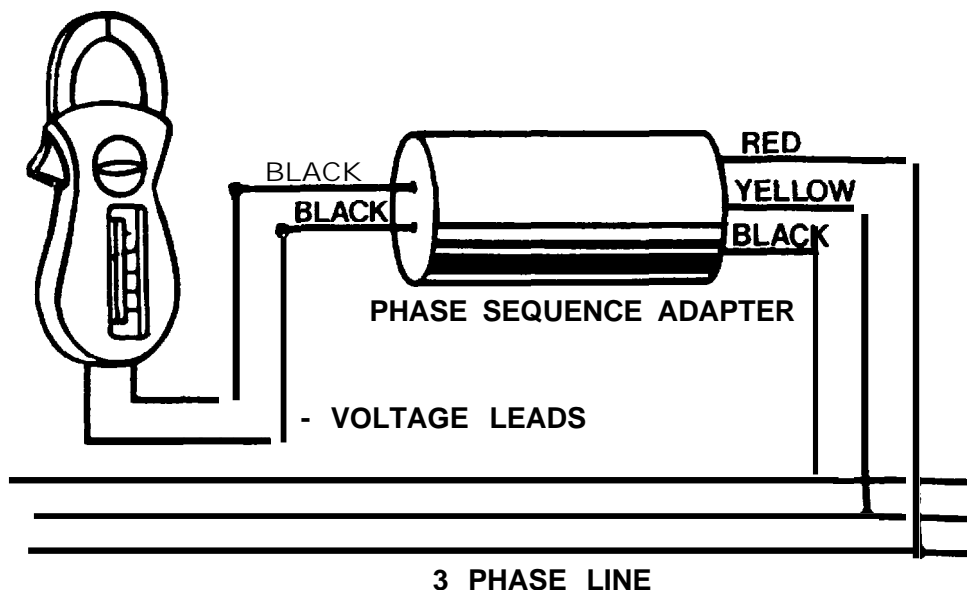 RED
BLACK
YELLOW
BLACK
BLACK
PHASE SEQUENCE ADAPTER
- VOLTAGE LEADS
3 PHASE LINE